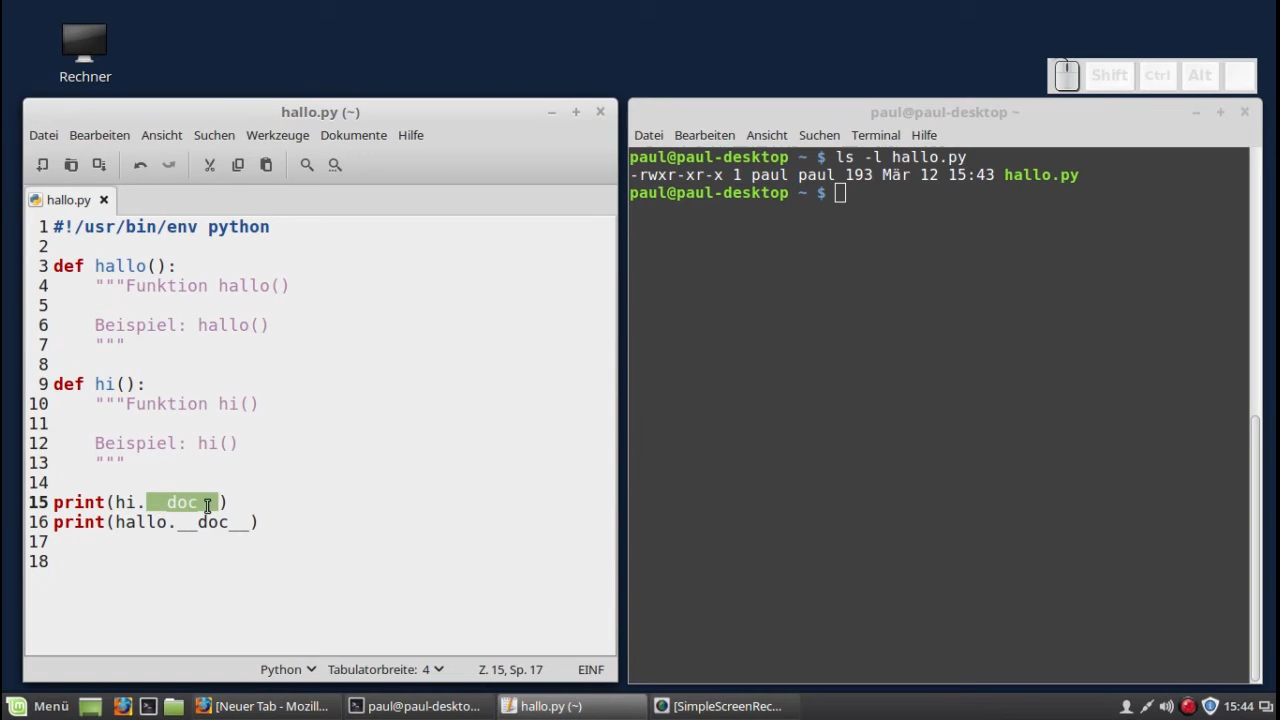 Rechner
Shift Ctrl Alt
hallo.py (~)
Datei Bearbeiten Ansicht Suchen Werkzeuge Dokumente Hilfe
hallo.py
1 #!/usr/bin/env python
2
3 def hallo():
4 """Funktion hallo()
5
6 Beispiel: hallo()
7 """
8
9 def hi():
10 """Funktion hi()
11
12 Beispiel: hi()
13 """
14
15 print(hi.__doc__)
16 print(hallo.__doc__)
17
18
Python Tabulatorbreite: 4 Z. 15, Sp. 17 EINF
paul@paul-desktop ~
Datei Bearbeiten Ansicht Suchen Terminal Hilfe
paul@paul-desktop ~ $ ls -l hallo.py
-rwxr-xr-x 1 paul paul 193 Mär 12 15:43 hallo.py
paul@paul-desktop ~ $
Menü [Neuer Tab - Mozill... paul@paul-deskto... hallo.py (~) [SimpleScreenRec... 15:44